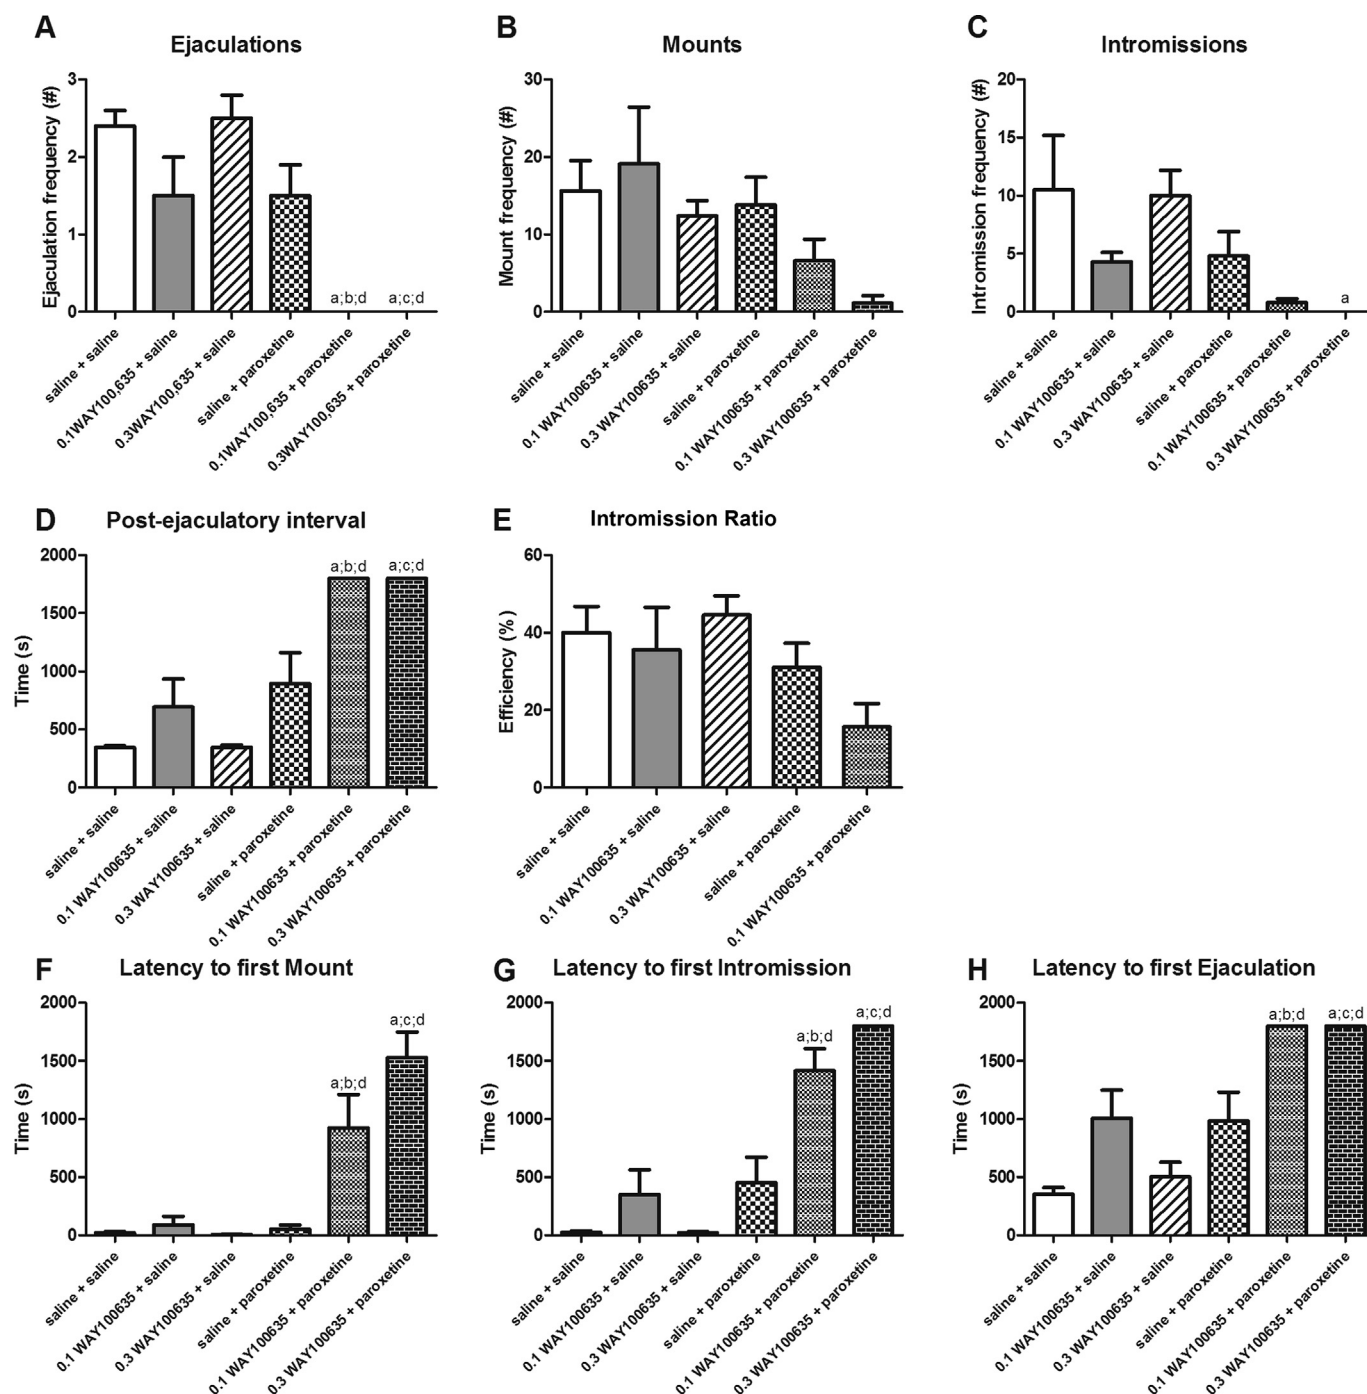 A
Ejaculations
Ejaculation frequency (#)
3
2
1
0
a;b;d
a;c;d
saline + saline
0.1WAY100,635 + saline
0.3WAY100,635 + saline
saline + paroxetine
0.1WAY100,635 + paroxetine
0.3WAY100,635 + paroxetine
B
Mounts
Mount frequency (#)
30
20
10
0
saline + saline
0.1 WAY100635 + saline
0.3 WAY100635 + saline
saline + paroxetine
0.1 WAY100635 + paroxetine
0.3 WAY100635 + paroxetine
C
Intromissions
Intromission frequency (#)
20
15
10
5
0
a
saline + saline
0.1 WAY100635 + saline
0.3 WAY100635 + saline
saline + paroxetine
0.1 WAY100635 + paroxetine
0.3 WAY100635 + paroxetine
D
Post-ejaculatory interval
Time (s)
2000
1500
1000
500
0
a;b;d
a;c;d
saline + saline
0.1 WAY100635 + saline
0.3 WAY100635 + saline
saline + paroxetine
0.1 WAY100635 + paroxetine
0.3 WAY100635 + paroxetine
E
Intromission Ratio
Efficiency (%)
60
40
20
0
saline + saline
0.1 WAY100635 + saline
0.3 WAY100635 + saline
saline + paroxetine
0.1 WAY100635 + paroxetine
F
Latency to first Mount
Time (s)
2000
1500
1000
500
0
a;b;d
a;c;d
saline + saline
0.1 WAY100635 + saline
0.3 WAY100635 + saline
saline + paroxetine
0.1 WAY100635 + paroxetine
0.3 WAY100635 + paroxetine
G
Latency to first Intromission
Time (s)
2000
1500
1000
500
0
a;b;d
a;c;d
saline + saline
0.1 WAY100635 + saline
0.3 WAY100635 + saline
saline + paroxetine
0.1 WAY100635 + paroxetine
0.3 WAY100635 + paroxetine
H
Latency to first Ejaculation
Time (s)
2000
1500
1000
500
0
a;b;d
a;c;d
saline + saline
0.1 WAY100635 + saline
0.3 WAY100635 + saline
saline + paroxetine
0.1 WAY100635 + paroxetine
0.3 WAY100635 + paroxetine